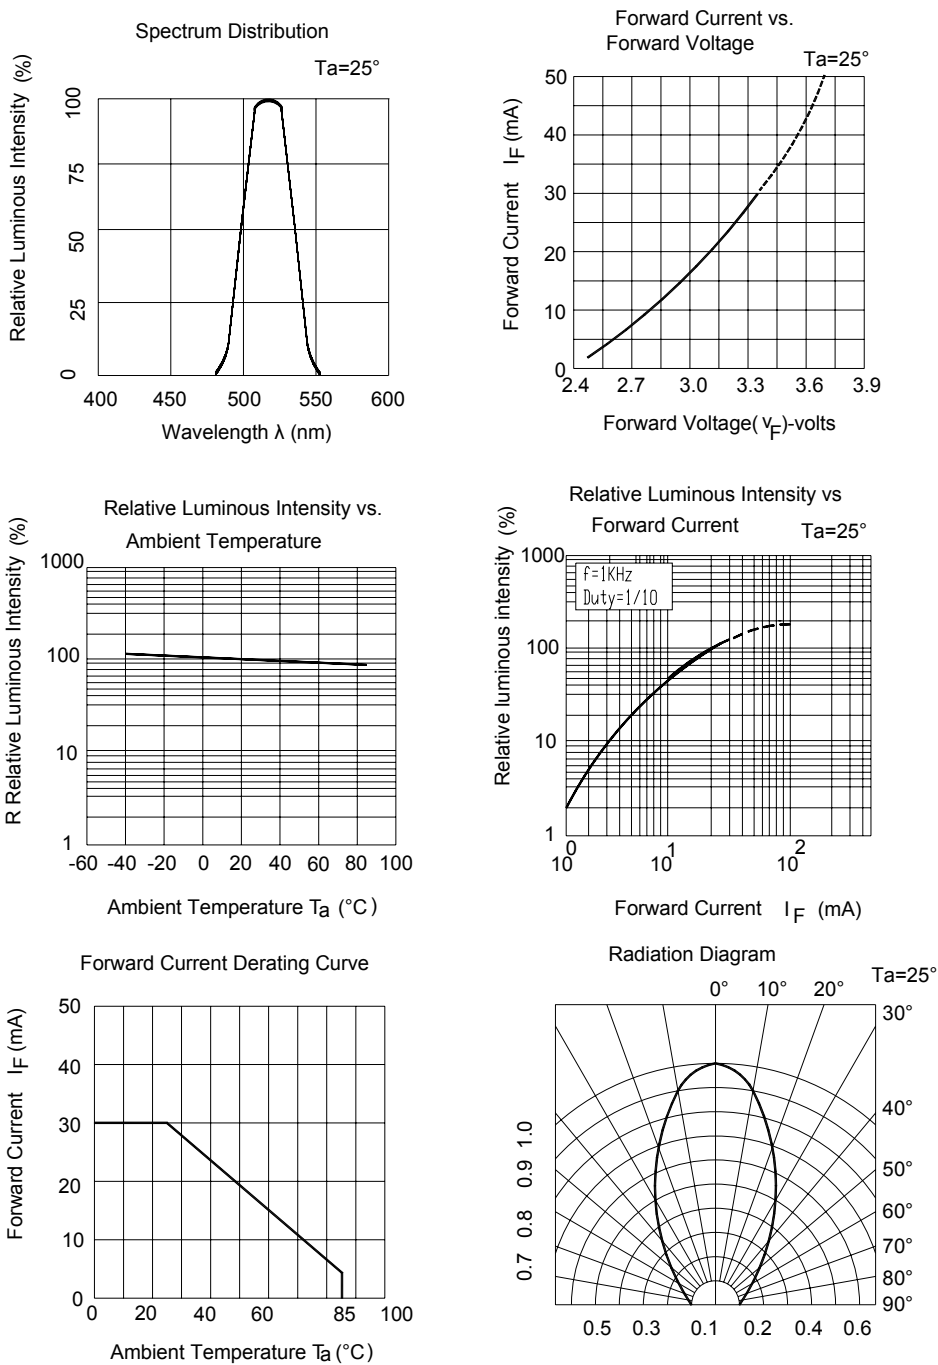 Spectrum Distribution
Ta=25°
Relative Luminous Intensity (%)
100
75
50
25
0
400 450 500 550 600
Wavelength λ (nm)
Forward Current vs.
Forward Voltage
Ta=25°
Forward Current IF (mA)
50
40
30
20
10
0
2.4 2.7 3.0 3.3 3.6 3.9
Forward Voltage(vF)-volts
Relative Luminous Intensity vs.
Ambient Temperature
R Relative Luminous Intensity (%)
1000
100
10
1
-60 -40 -20 0 20 40 60 80 100
Ambient Temperature Ta (°C)
Relative Luminous Intensity vs
Forward Current
Ta=25°
Relative luminous intensity (%)
f=1KHz
Duty=1/10
1000
100
10
1
10⁰ 10¹ 10²
Forward Current IF (mA)
Forward Current Derating Curve
Forward Current IF (mA)
50
40
30
20
10
0
0 20 40 60 85 100
Ambient Temperature Ta (°C)
Radiation Diagram
Ta=25°
0° 10° 20°
30°
40°
50°
60°
70°
80°
90°
1.0
0.9
0.8
0.7
0.5 0.3 0.1 0.2 0.4 0.6